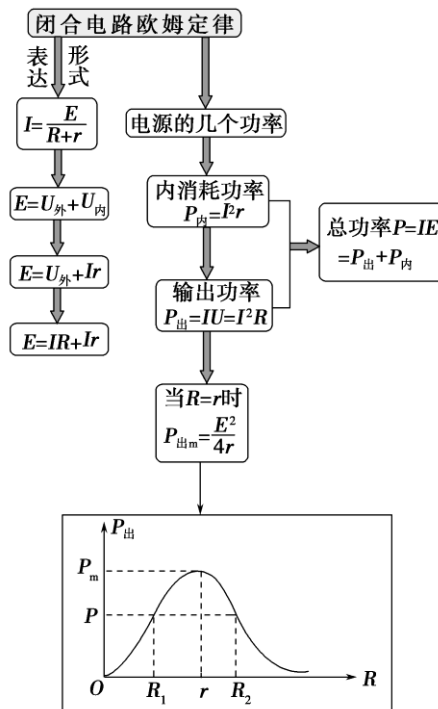 闭合电路欧姆定律
表达
形式
I=E/(R+r)
E=U外+U内
E=U外+Ir
E=IR+Ir
电源的几个功率
内消耗功率
P内=I²r
输出功率
P出=IU=I²R
总功率P=IE
=P出+P内
当R=r时
P出m=E²/4r
P出
Pm
P
O
R1
r
R2
R